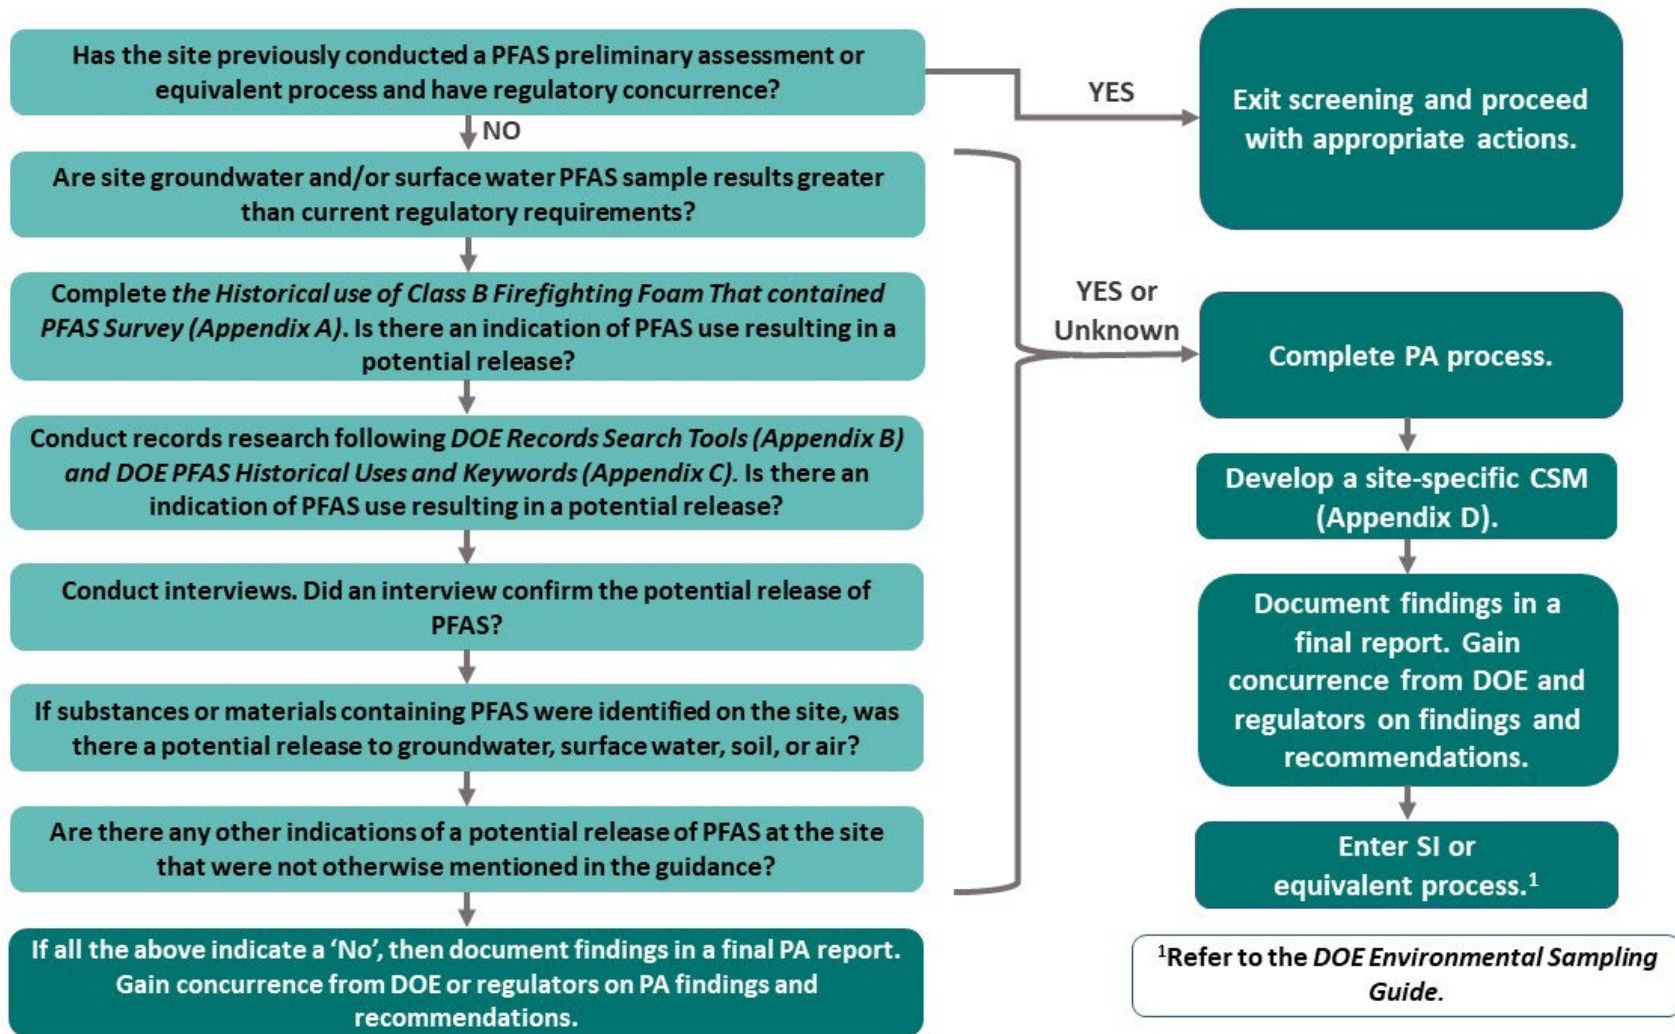 Has the site previously conducted a PFAS preliminary assessment or
equivalent process and have regulatory concurrence?
YES
Exit screening and proceed
with appropriate actions.
NO
Are site groundwater and/or surface water PFAS sample results greater
than current regulatory requirements?
Complete the Historical use of Class B Firefighting Foam That contained
PFAS Survey (Appendix A). Is there an indication of PFAS use resulting in a
potential release?
Conduct records research following DOE Records Search Tools (Appendix B)
and DOE PFAS Historical Uses and Keywords (Appendix C). Is there an
indication of PFAS use resulting in a potential release?
Conduct interviews. Did an interview confirm the potential release of
PFAS?
If substances or materials containing PFAS were identified on the site, was
there a potential release to groundwater, surface water, soil, or air?
Are there any other indications of a potential release of PFAS at the site
that were not otherwise mentioned in the guidance?
If all the above indicate a ‘No’, then document findings in a final PA report.
Gain concurrence from DOE or regulators on PA findings and
recommendations.
YES or
Unknown
Complete PA process.
Develop a site-specific CSM
(Appendix D).
Document findings in a
final report. Gain
concurrence from DOE and
regulators on findings and
recommendations.
Enter SI or
equivalent process.¹
¹Refer to the DOE Environmental Sampling
Guide.